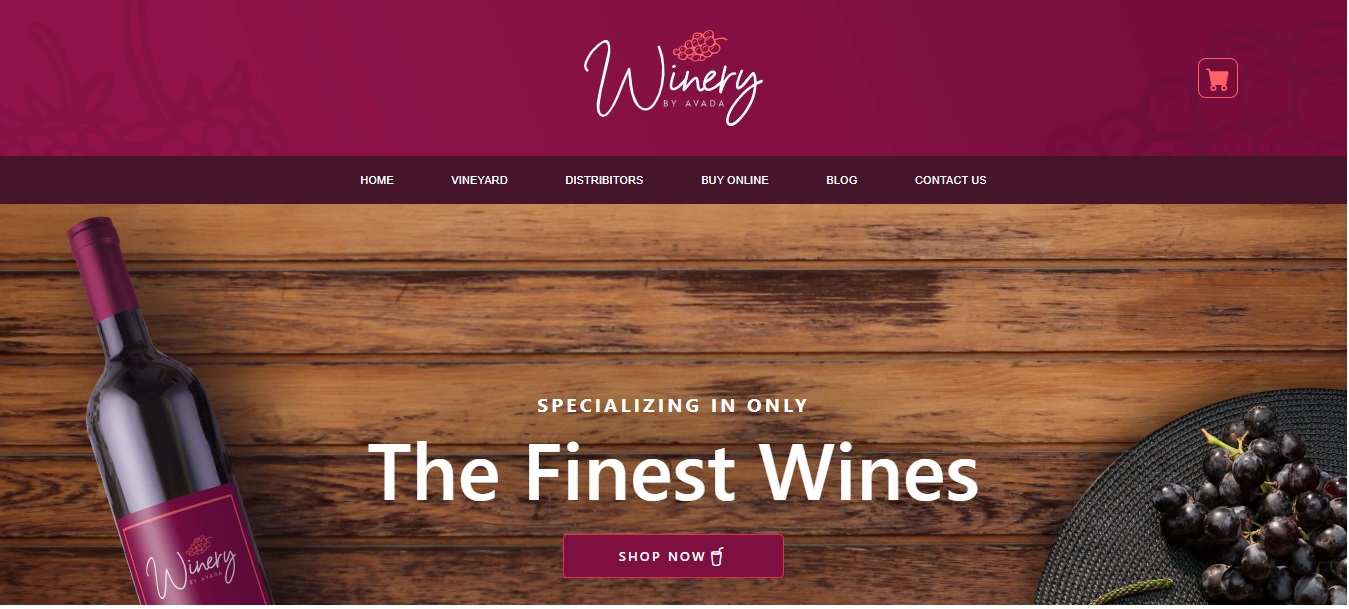 Winery
BY AVADA
HOME VINEYARD DISTRIBUTORS BUY ONLINE BLOG CONTACT US
SPECIALIZING IN ONLY
The Finest Wines
SHOP NOW
Winery
BY AVADA